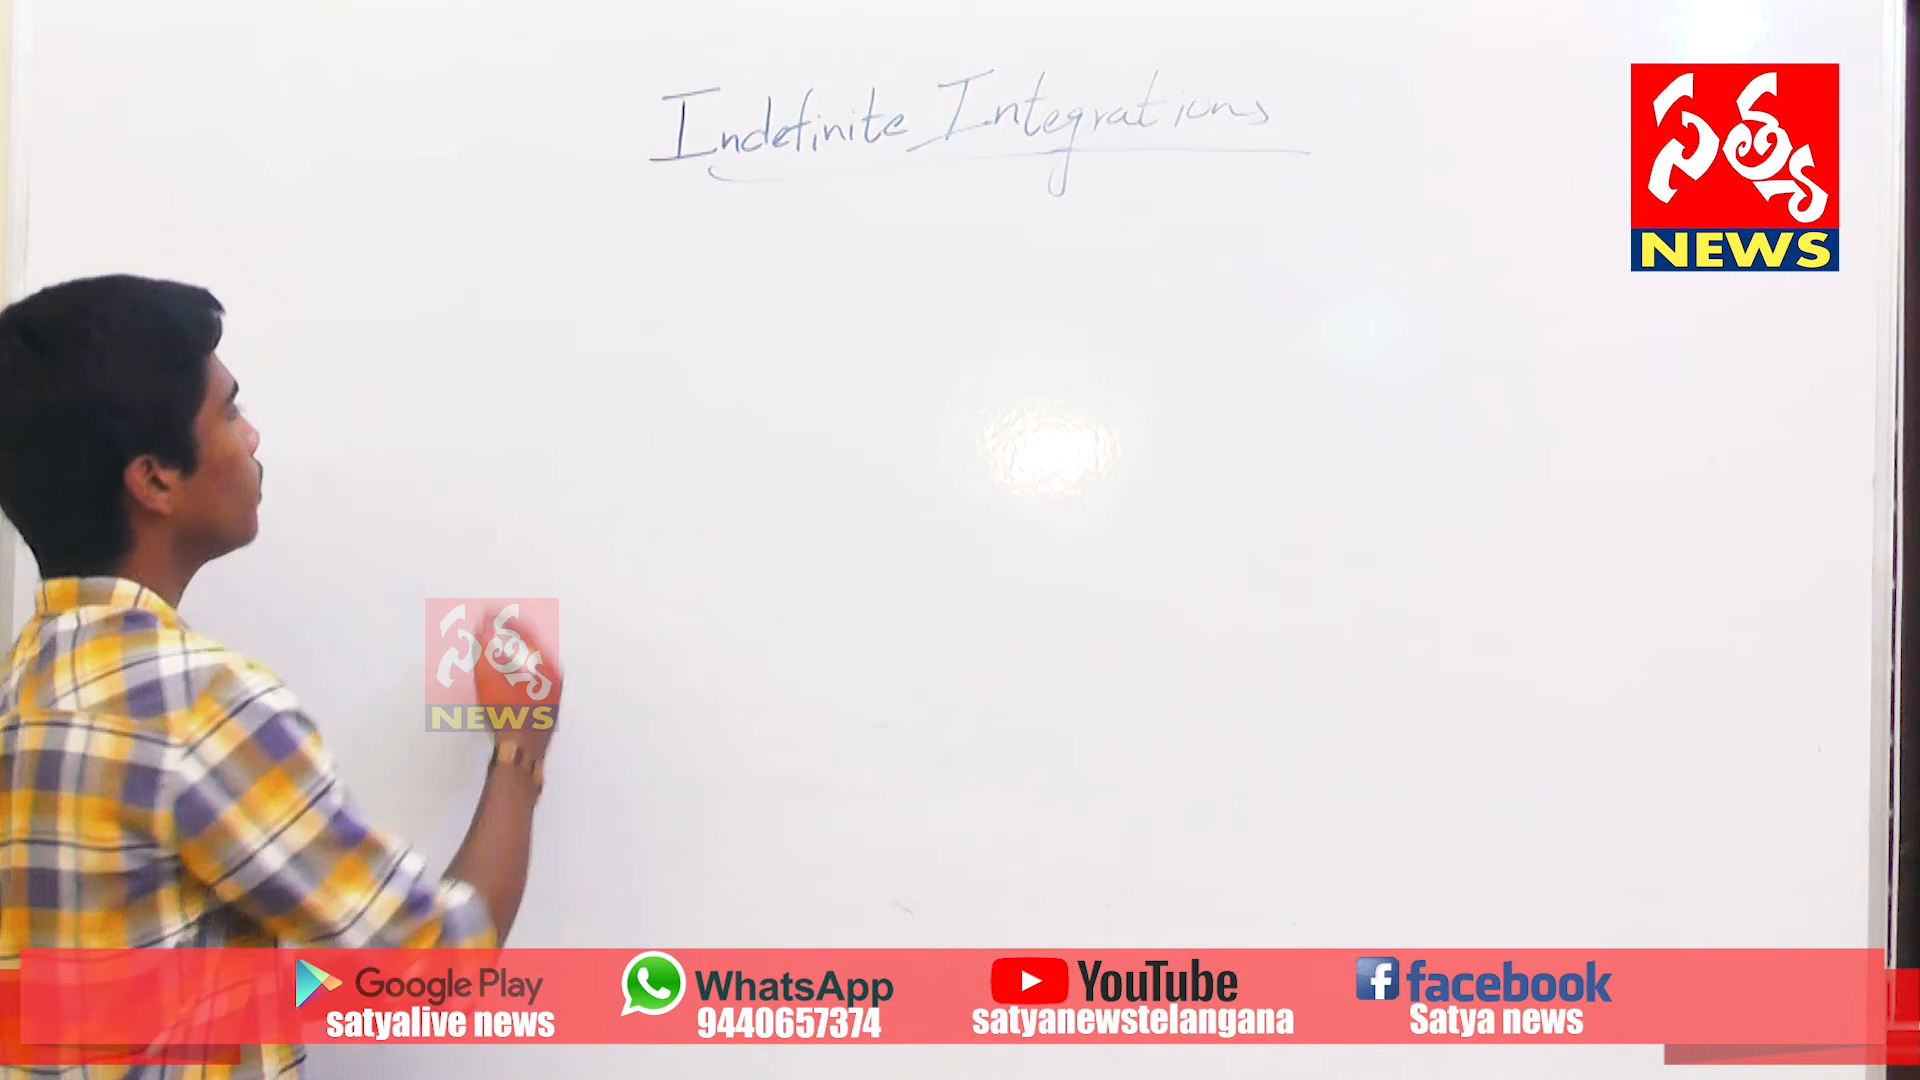 Indefinite Integrations
సత్య
NEWS
సత్య
NEWS
Google Play
satyalive news
WhatsApp
9440657374
YouTube
satyanewstelangana
facebook
Satya news